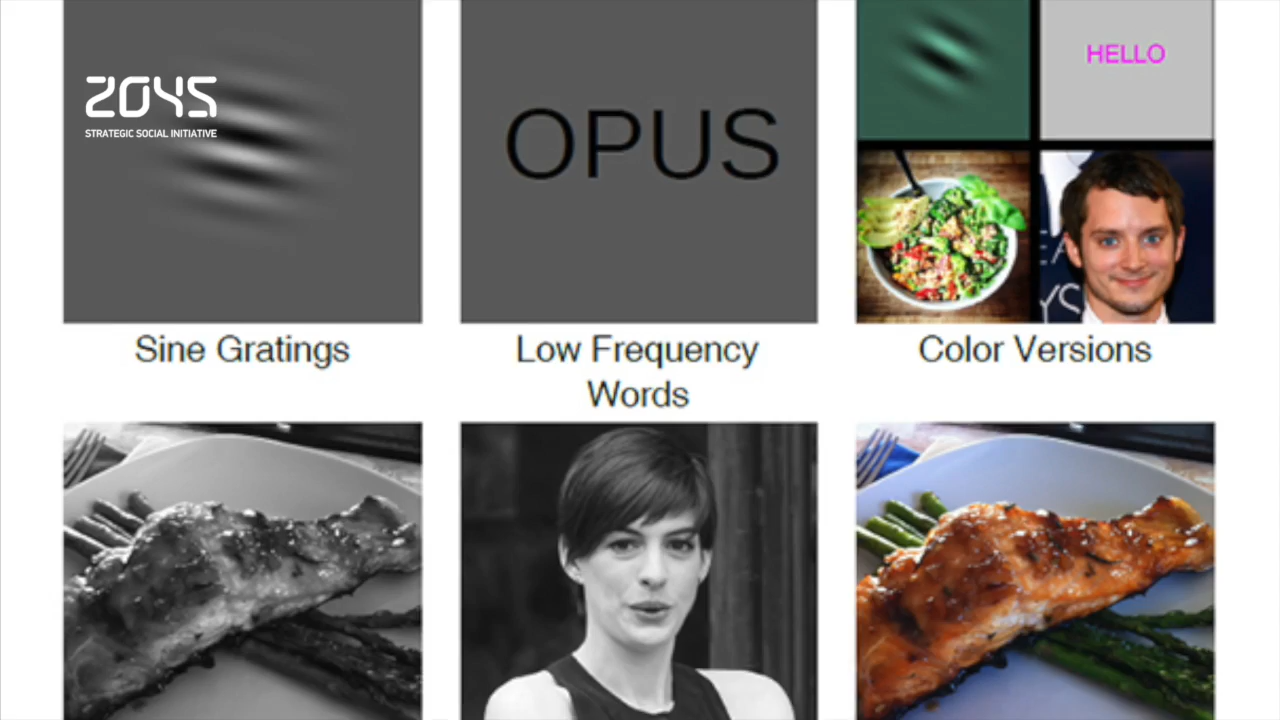 2045
STRATEGIC SOCIAL INITIATIVE
OPUS
HELLO
Sine Gratings
Low Frequency
Words
Color Versions